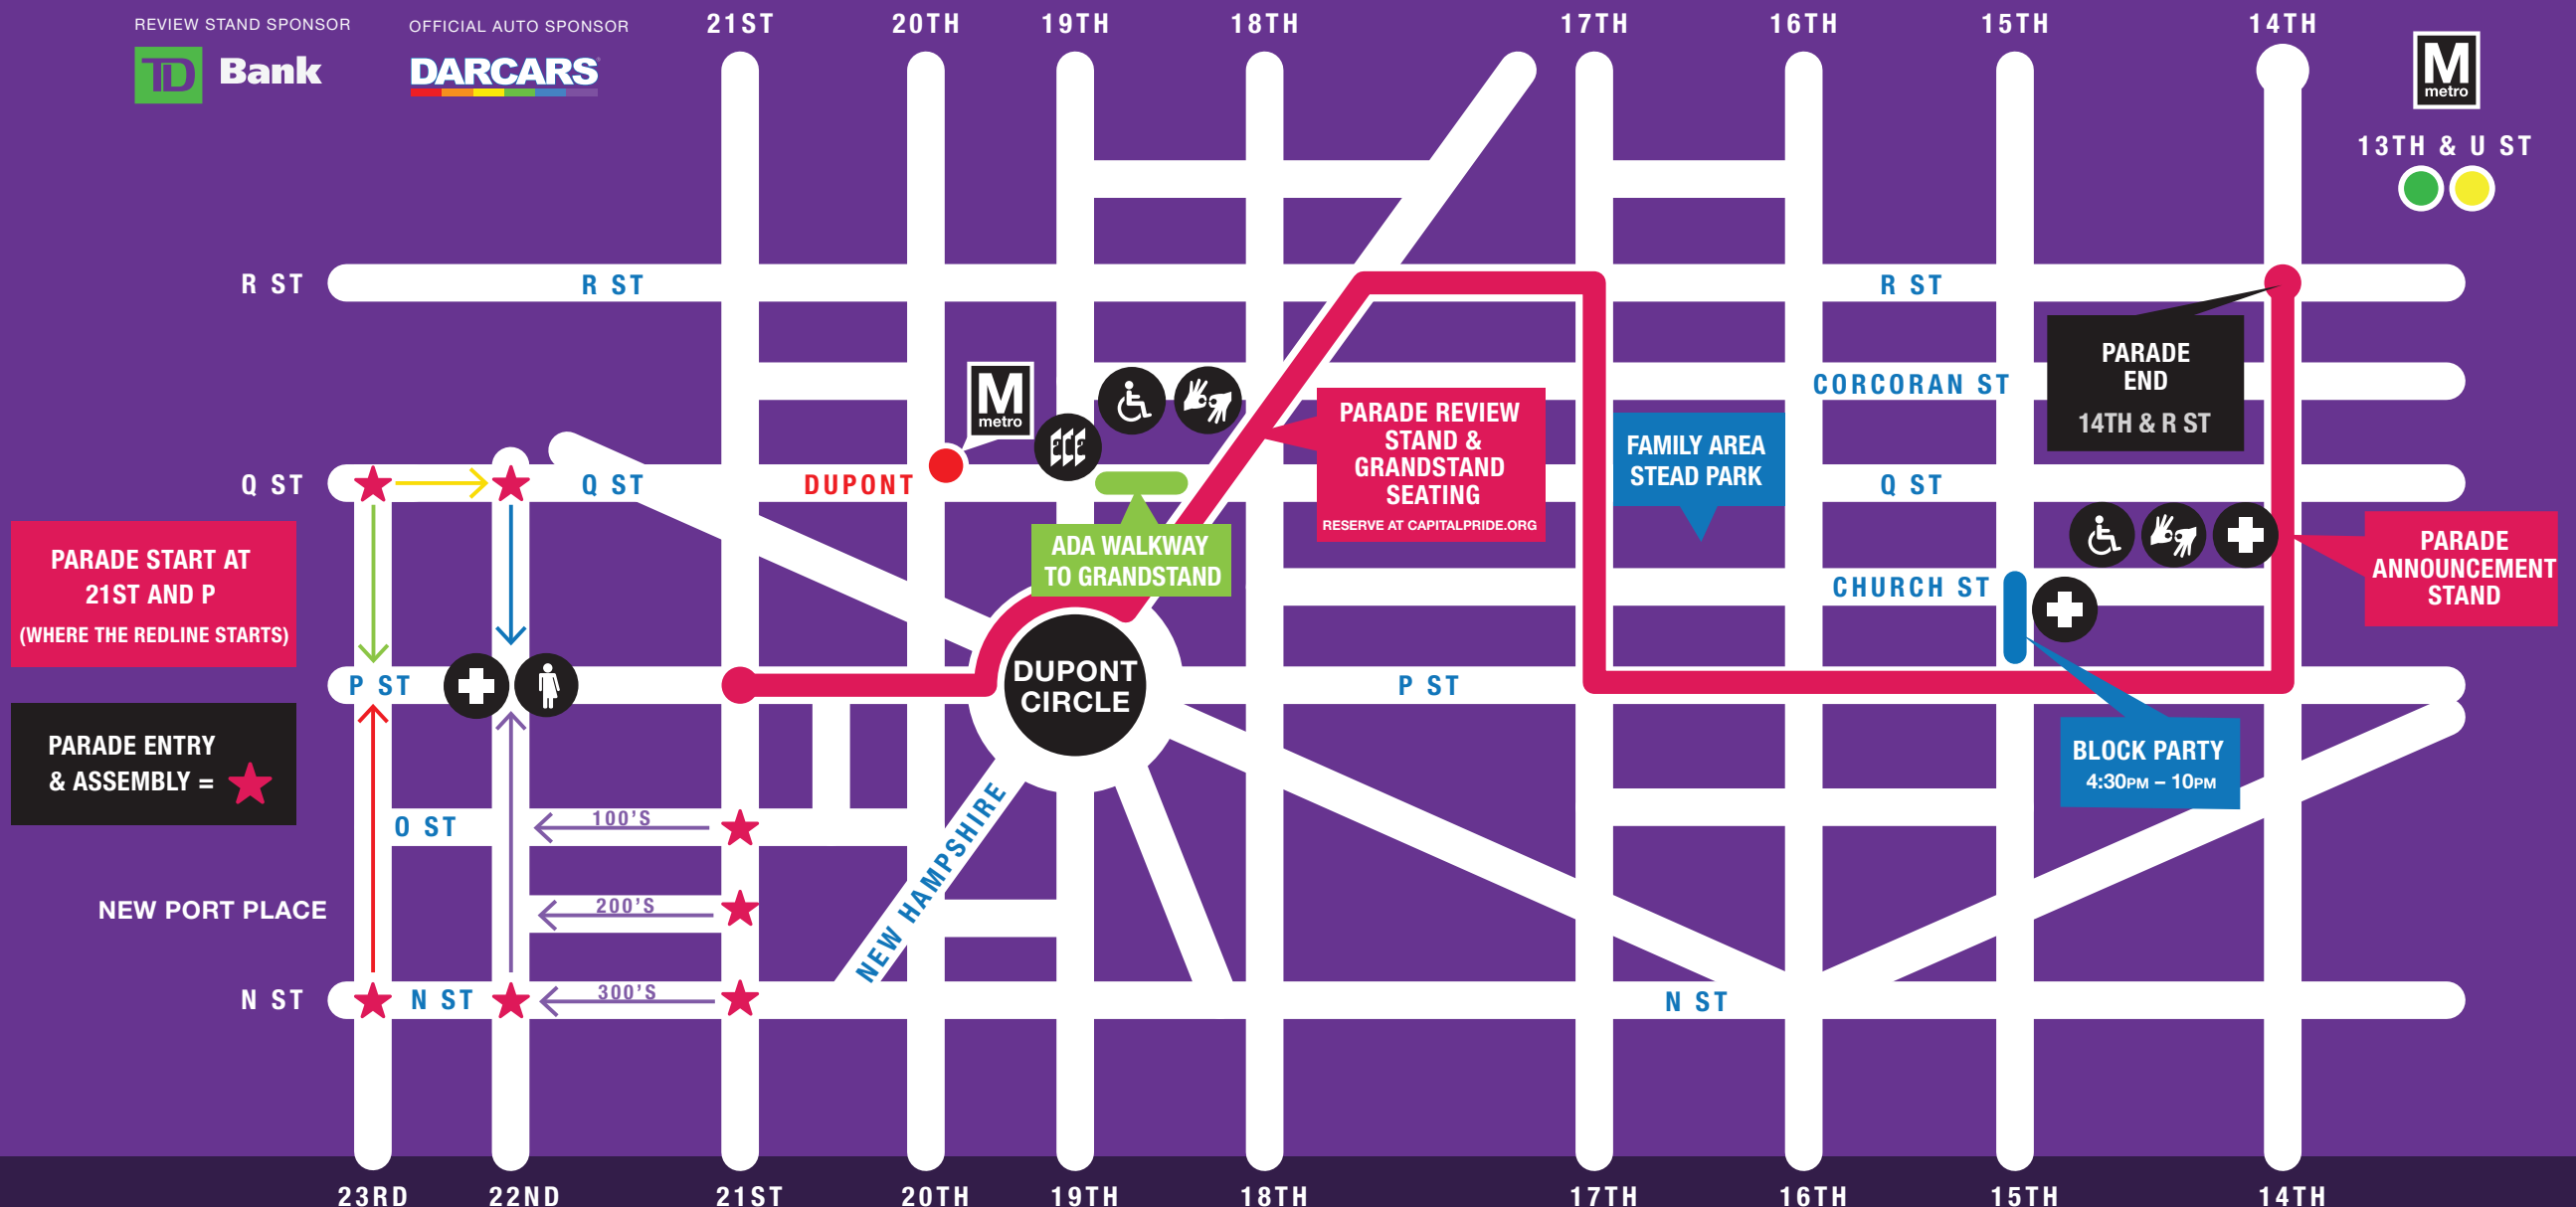 REVIEW STAND SPONSOR
TD Bank
OFFICIAL AUTO SPONSOR
DARCARS
21ST
20TH
19TH
18TH
17TH
16TH
15TH
14TH
M
metro
13TH & U ST
R ST
R ST
R ST
PARADE
END
14TH & R ST
CORCORAN ST
M
metro
ace
PARADE REVIEW
STAND &
GRANDSTAND
SEATING
RESERVE AT CAPITALPRIDE.ORG
FAMILY AREA
STEAD PARK
Q ST
Q ST
DUPONT
Q ST
ADA WALKWAY
TO GRANDSTAND
PARADE START AT
21ST AND P
(WHERE THE REDLINE STARTS)
CHURCH ST
PARADE
ANNOUNCEMENT
STAND
P ST
DUPONT
CIRCLE
P ST
PARADE ENTRY
& ASSEMBLY =
BLOCK PARTY
4:30PM – 10PM
O ST
100'S
NEW HAMPSHIRE
NEW PORT PLACE
200'S
N ST
N ST
300'S
N ST
23RD
22ND
21ST
20TH
19TH
18TH
17TH
16TH
15TH
14TH